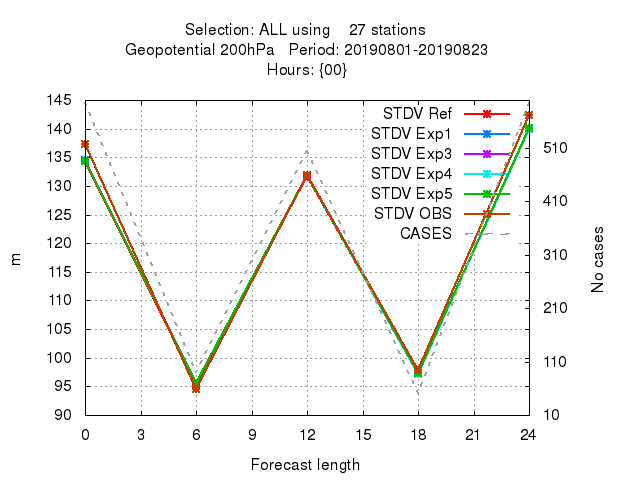 Selection: ALL using    27 stations
Geopotential 200hPa   Period: 20190801-20190823
Hours: {00}
145
140
135
130
125
120
115
110
105
100
95
90
m
STDV Ref
STDV Exp1
STDV Exp3
STDV Exp4
STDV Exp5
STDV OBS
CASES
510
410
310
210
110
10
No cases
0 3 6 9 12 15 18 21 24
Forecast length